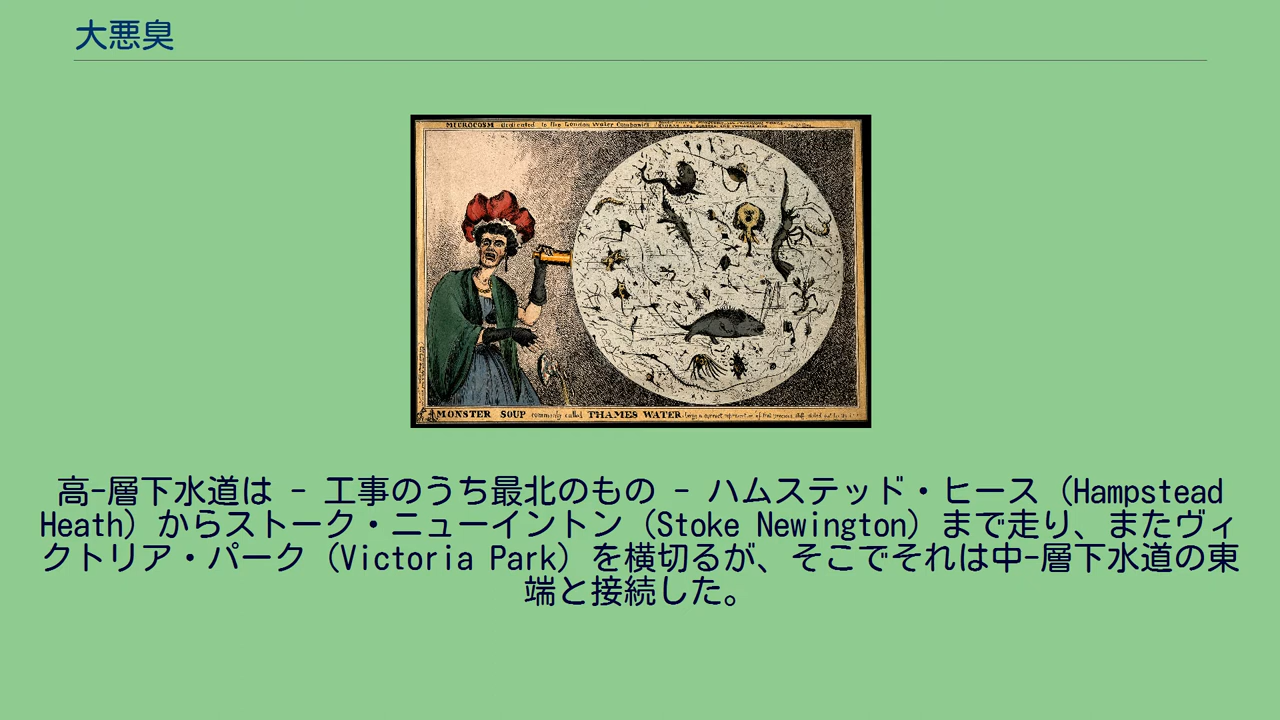 大悪臭
MICROCOSM dedicated to the London Water Companies
MONSTER SOUP commonly called THAMES WATER
高-層下水道は - 工事のうち最北のもの - ハムステッド・ヒース（Hampstead
Heath）からストーク・ニューイントン（Stoke Newington）まで走り、またヴィ
クトリア・パーク（Victoria Park）を横切るが、そこでそれは中-層下水道の東
端と接続した。